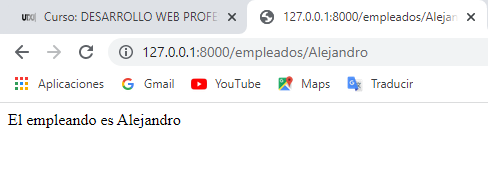 Curso: DESARROLLO WEB PROFE
127.0.0.1:8000/empleados/Alejan
127.0.0.1:8000/empleados/Alejandro
Aplicaciones Gmail YouTube Maps Traducir
El empleando es Alejandro